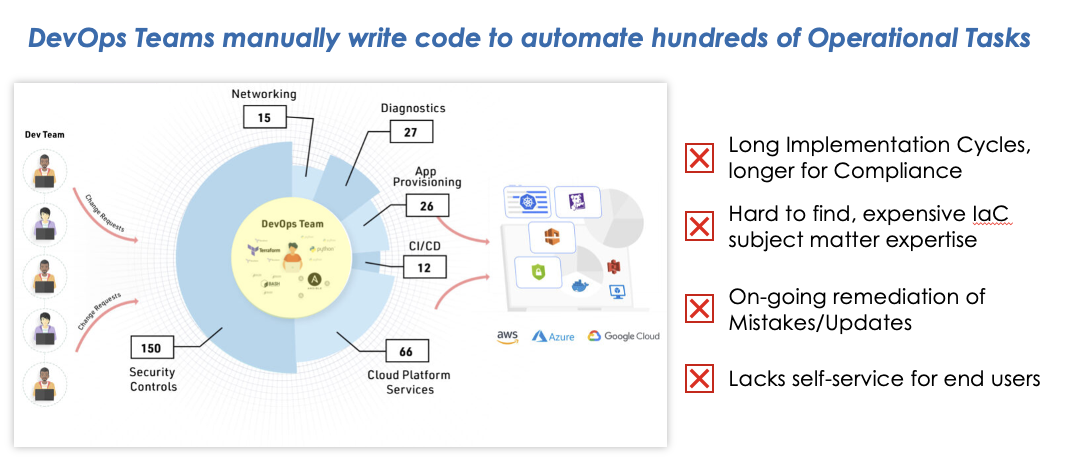 DevOps Teams manually write code to automate hundreds of Operational Tasks
Dev Team
Change Requests
Change Requests
Networking
15
Diagnostics
27
App
Provisioning
26
CI/CD
12
66
Cloud Platform
Services
150
Security
Controls
DevOps Team
Terraform
python
BASH
A
aws
Azure
Google Cloud
Long Implementation Cycles,
longer for Compliance
Hard to find, expensive IaC
subject matter expertise
On-going remediation of
Mistakes/Updates
Lacks self-service for end users